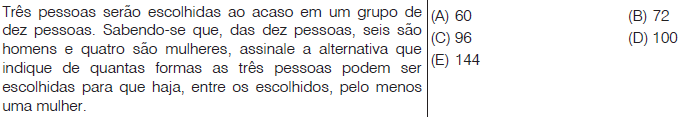 Três pessoas serão escolhidas ao acaso em um grupo de
dez pessoas. Sabendo-se que, das dez pessoas, seis são
homens e quatro são mulheres, assinale a alternativa que
indique de quantas formas as três pessoas podem ser
escolhidas para que haja, entre os escolhidos, pelo menos
uma mulher.
(A) 60 (B) 72
(C) 96 (D) 100
(E) 144